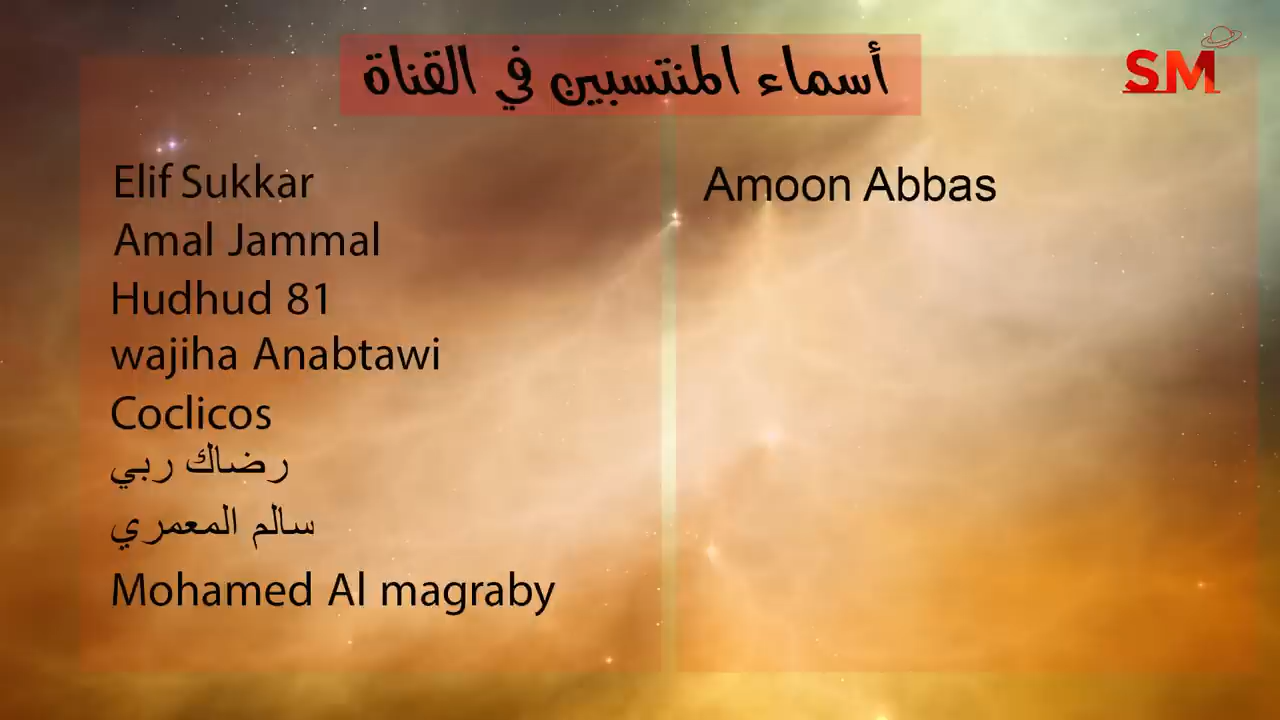 أسماء المنتسبين في القناة
SM
Elif Sukkar
Amal Jammal
Hudhud 81
wajiha Anabtawi
Coclicos
رضاك ربي
سالم المعمري
Mohamed Al magraby
Amoon Abbas